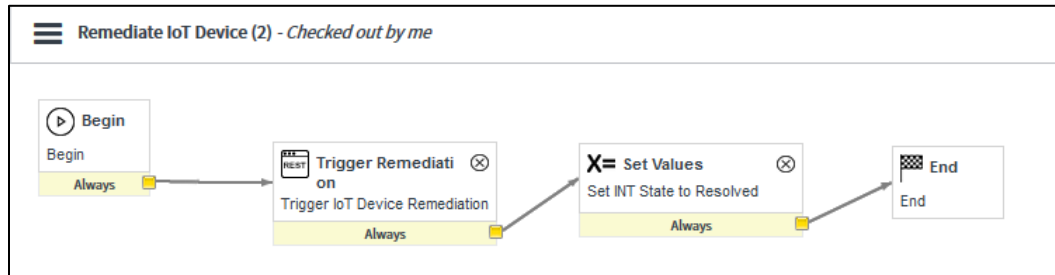 Remediate IoT Device (2) - Checked out by me
Begin
Begin
Always
REST
Trigger Remediati
on
Trigger IoT Device Remediation
Always
X= Set Values
Set INT State to Resolved
Always
End
End